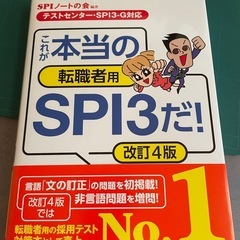 SPIノートの会 編著
テストセンター・SPI3-G対応
これが本当の
転職者用
SPI3だ!
改訂4版
言語「文の訂正」の問題を初掲載!
非言語問題を増問!
改訂4版
では
転職者用の採用テスト
No.1